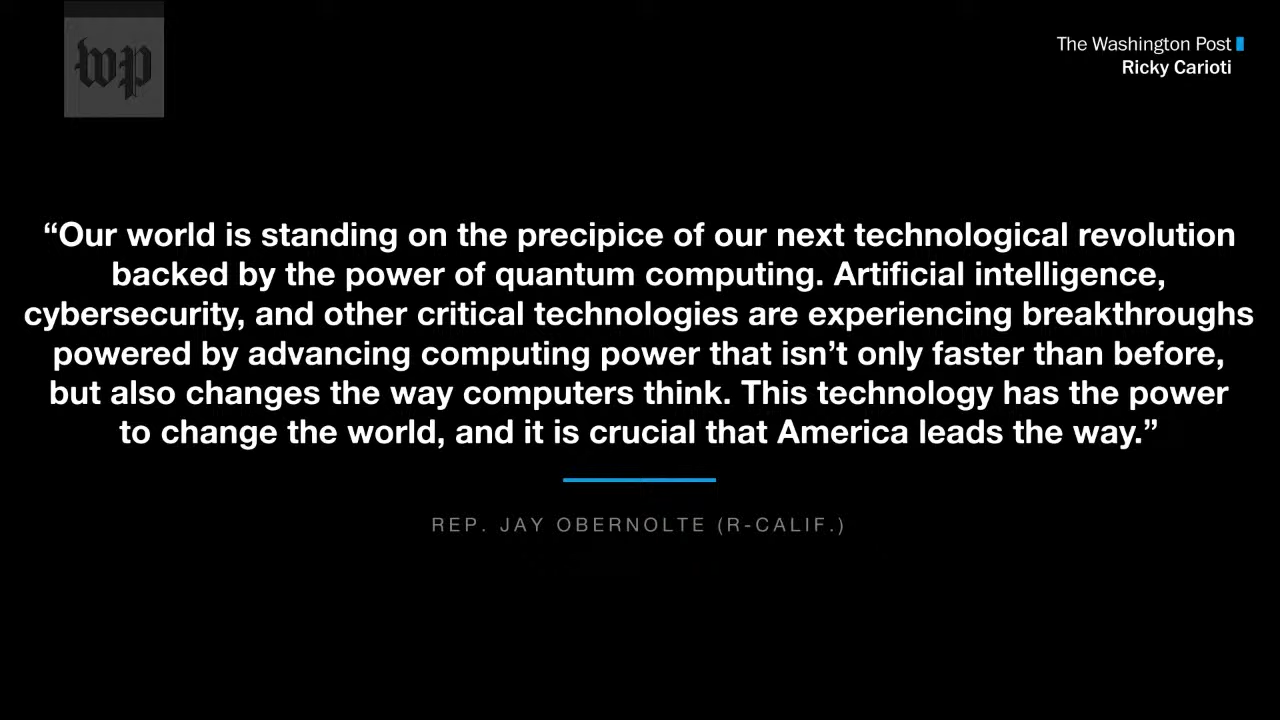 wp
The Washington Post
Ricky Carioti
“Our world is standing on the precipice of our next technological revolution
backed by the power of quantum computing. Artificial intelligence,
cybersecurity, and other critical technologies are experiencing breakthroughs
powered by advancing computing power that isn’t only faster than before,
but also changes the way computers think. This technology has the power
to change the world, and it is crucial that America leads the way.”
REP. JAY OBERNOLTE (R-CALIF.)